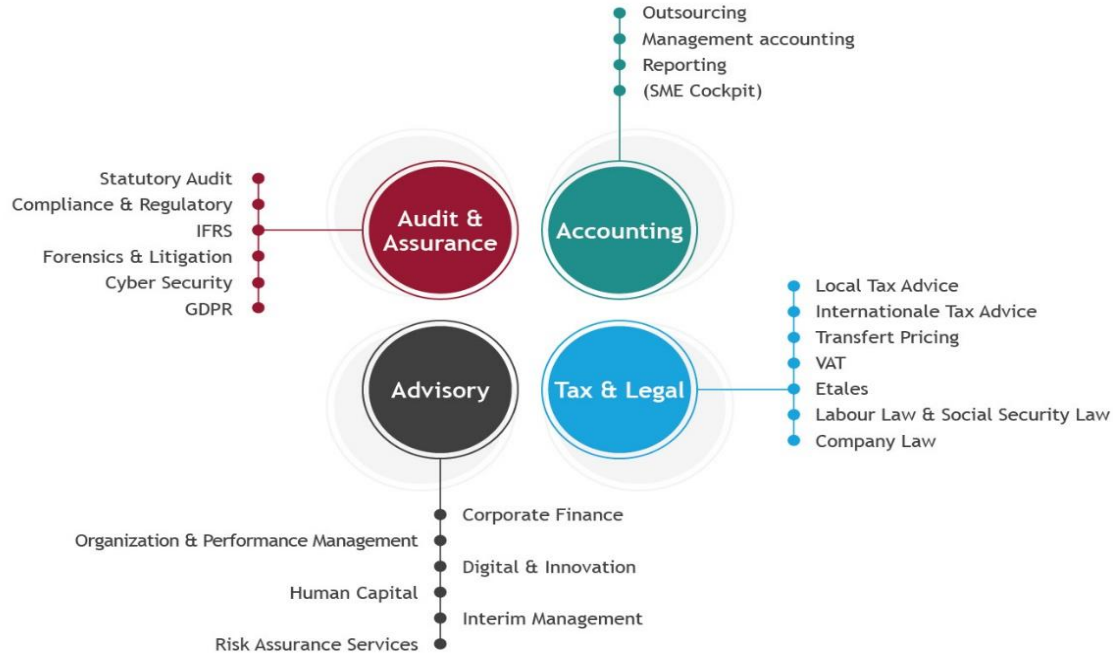 Outsourcing
Management accounting
Reporting
(SME Cockpit)
Statutory Audit
Compliance & Regulatory
IFRS
Forensics & Litigation
Cyber Security
GDPR
Audit &
Assurance
Accounting
Local Tax Advice
Internationale Tax Advice
Transfert Pricing
VAT
Etales
Labour Law & Social Security Law
Company Law
Advisory
Tax & Legal
Corporate Finance
Organization & Performance Management
Digital & Innovation
Human Capital
Interim Management
Risk Assurance Services